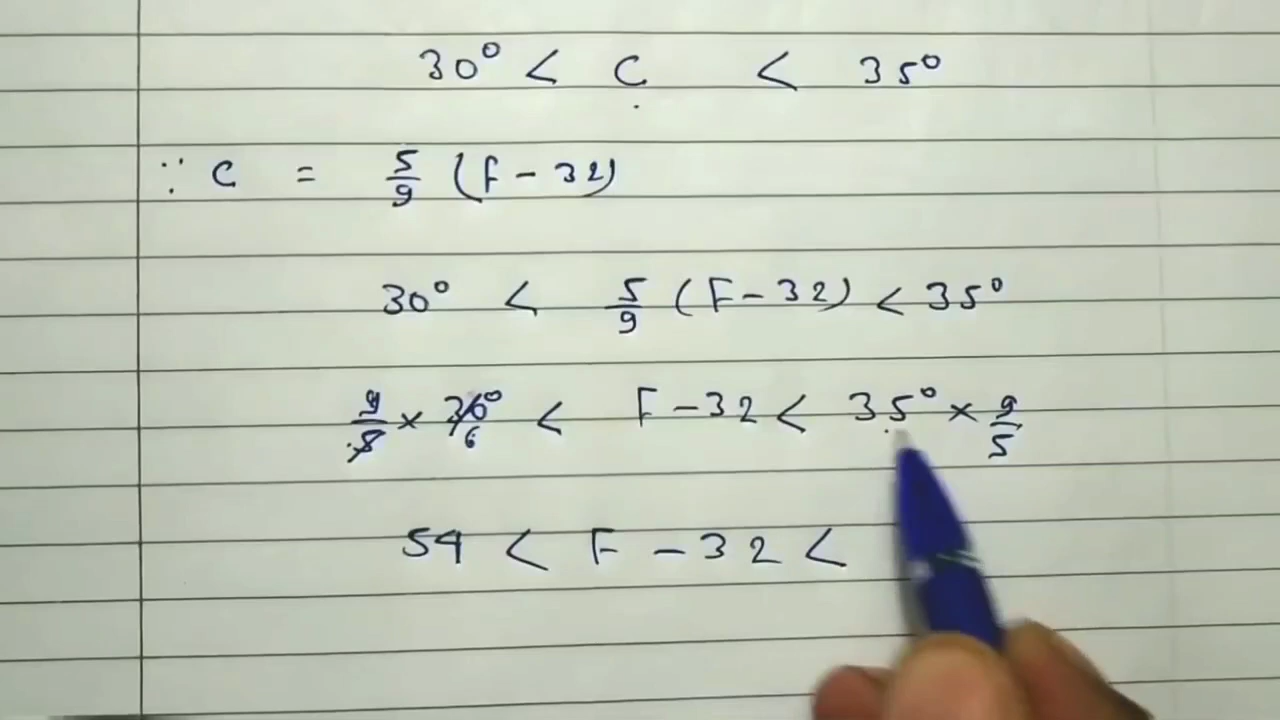 30° < C < 35°
∵ C = 5/9 (F - 32)
30° < 5/9 (F - 32) < 35°
9/5 × 30° 6 < F - 32 < 35° × 9/5
54 < F - 32 <